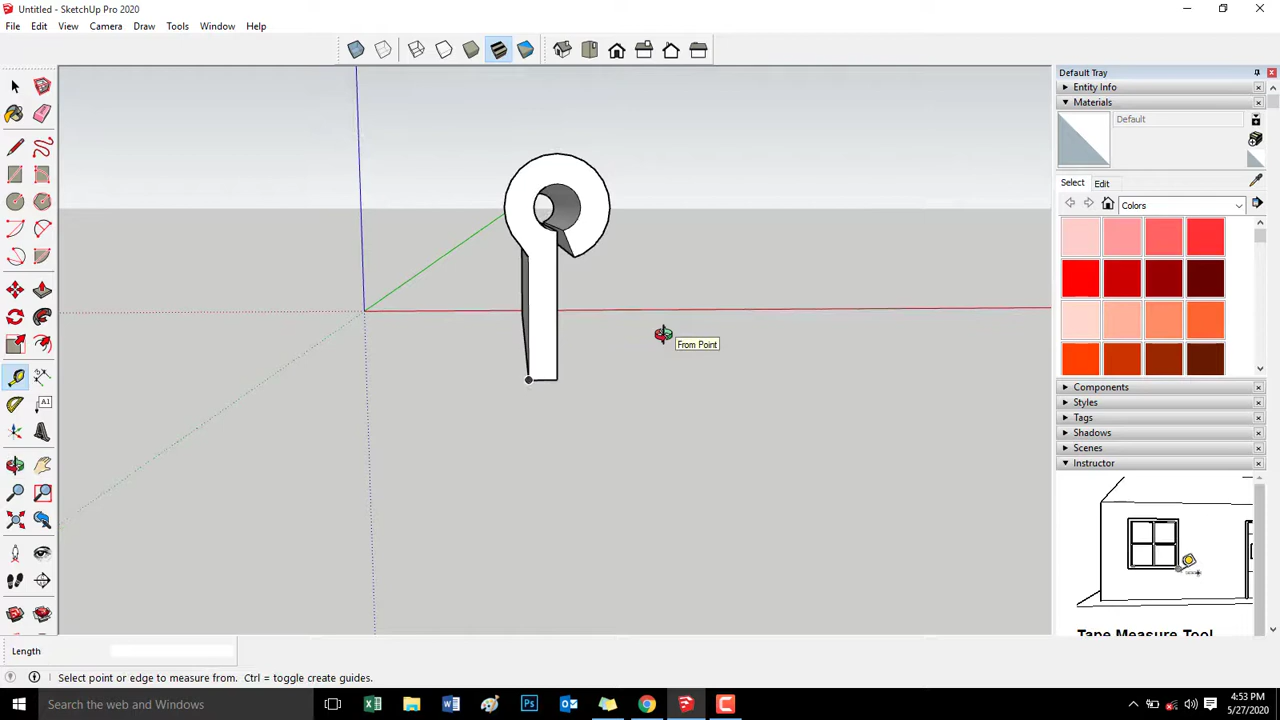 Untitled - SketchUp Pro 2020
File Edit View Camera Draw Tools Window Help
Default Tray
Entity Info
Materials
Default
Select Edit
Colors
From Point
A1
Components
Styles
Tags
Shadows
Scenes
Instructor
Tape Measure Tool
Length
Select point or edge to measure from. Ctrl = toggle create guides.
Search the web and Windows
4:53 PM
5/27/2020